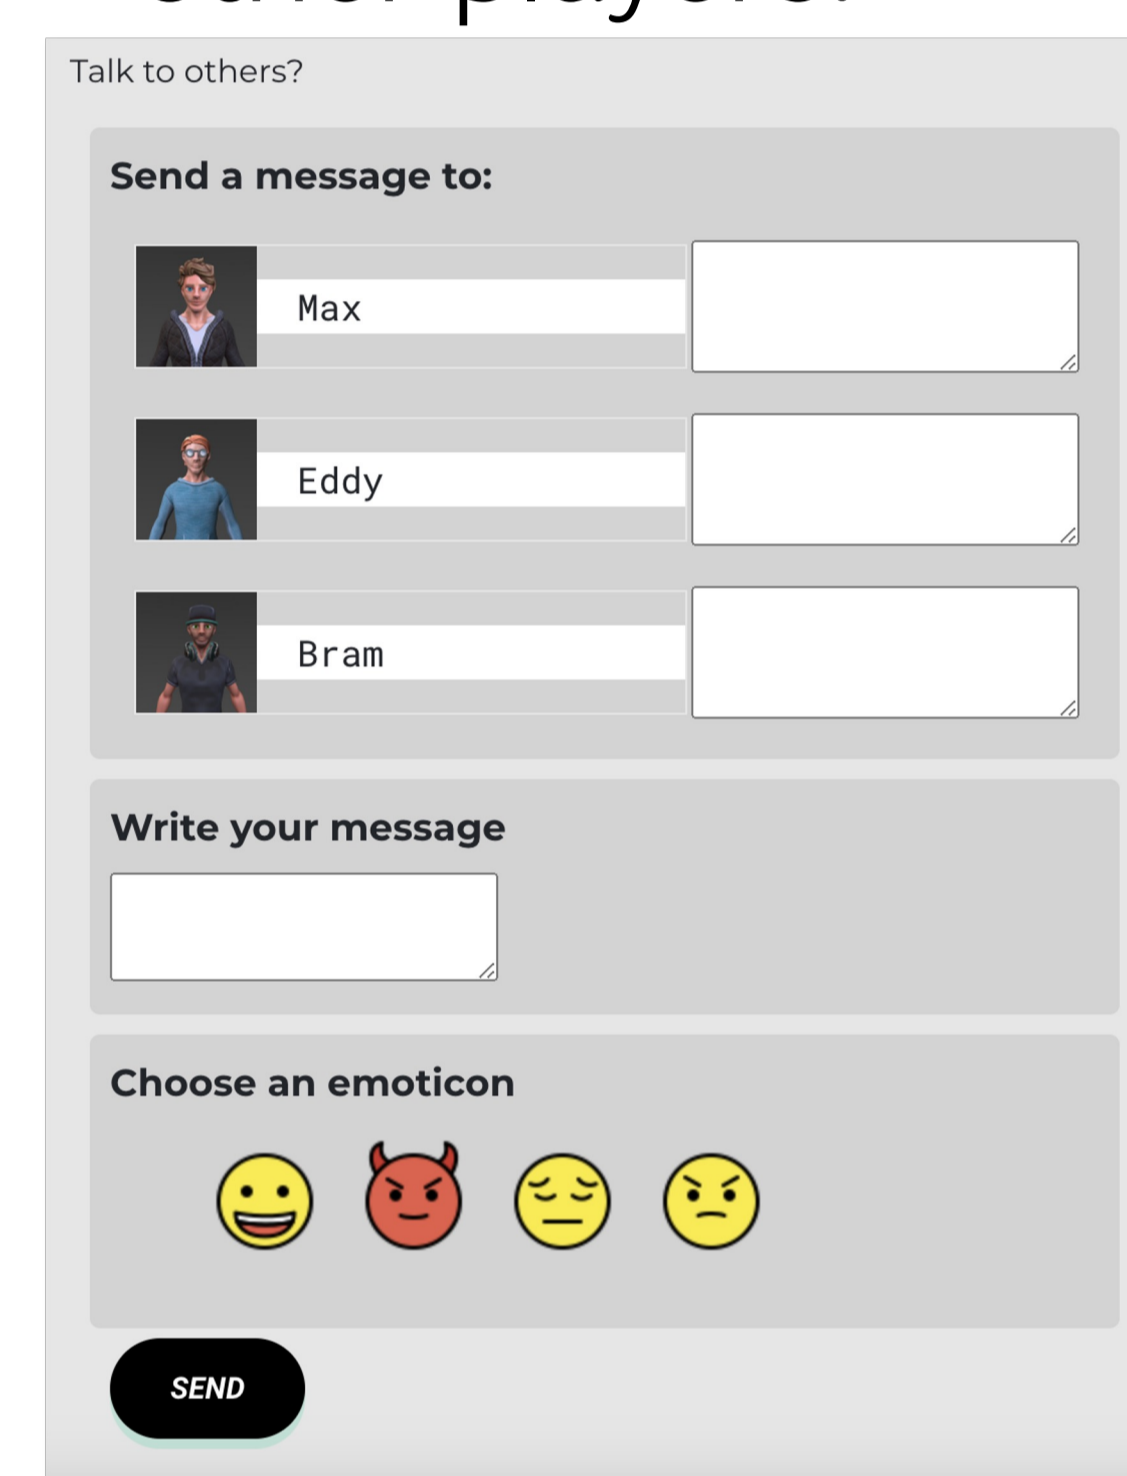 Talk to others?
Send a message to:
Max
Eddy
Bram
Write your message
Choose an emoticon
SEND